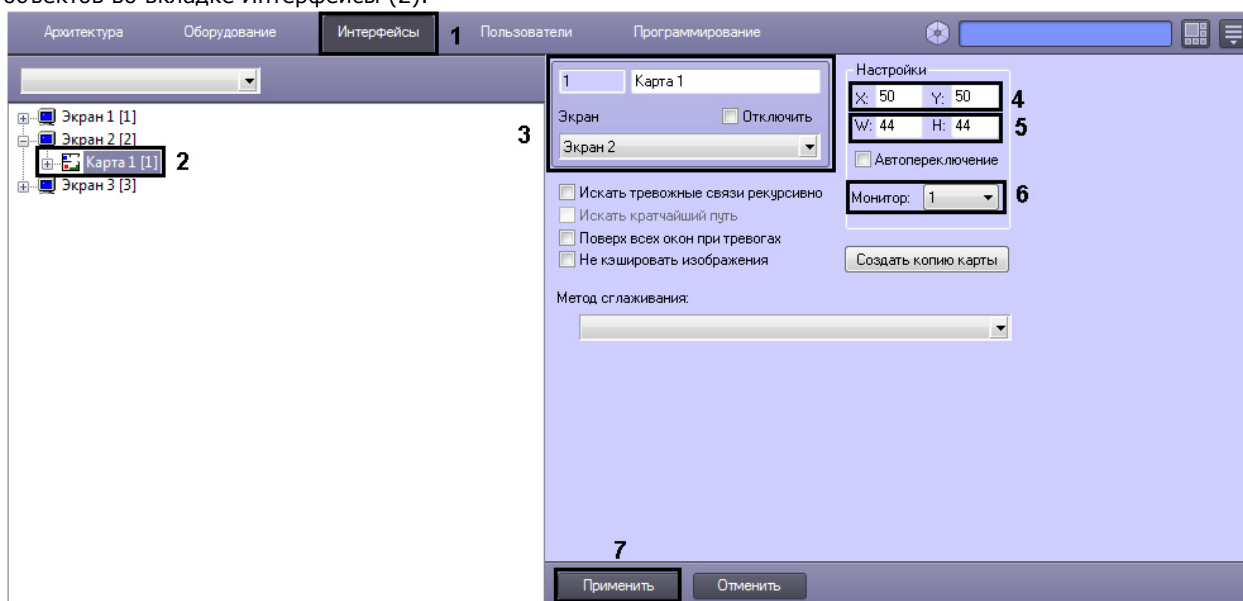 объектов во вкладке Интерфейсы (2).
Архитектура Оборудование Интерфейсы 1 Пользователи Программирование
Экран 1 [1]
Экран 2 [2]
Карта 1 [1] 2
Экран 3 [3]
3
1 Карта 1
Экран Отключить
Экран 2
Искать тревожные связи рекурсивно
Искать кратчайший путь
Поверх всех окон при тревогах
Не кэшировать изображения
Метод сглаживания:
Настройки
X: 50 Y: 50 4
W: 44 H: 44 5
Автопереключение
Монитор: 1 6
Создать копию карты
7
Применить Отменить